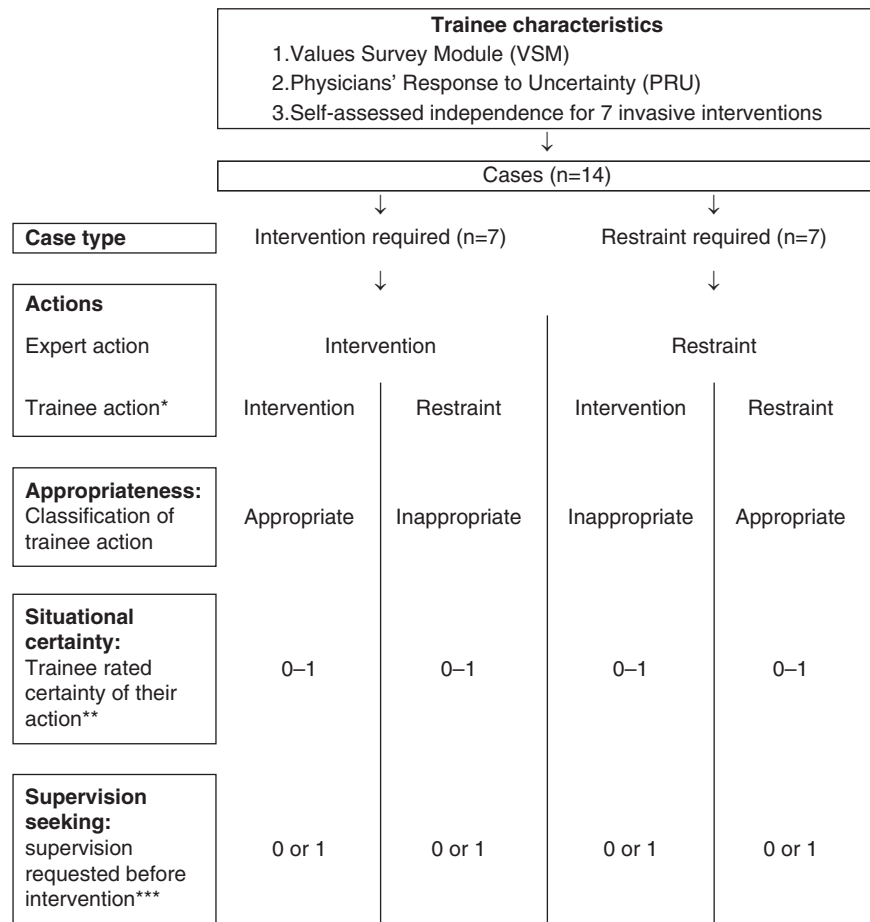 Trainee characteristics
1.Values Survey Module (VSM)
2.Physicians' Response to Uncertainty (PRU)
3.Self-assessed independence for 7 invasive interventions
↓
Cases (n=14)
↓ ↓
Case type Intervention required (n=7) Restraint required (n=7)
↓ ↓
Actions
Expert action Intervention Restraint
Trainee action* Intervention Restraint Intervention Restraint
Appropriateness:
Classification of
trainee action
Appropriate Inappropriate Inappropriate Appropriate
Situational
certainty:
Trainee rated
certainty of their
action**
0–1 0–1 0–1 0–1
Supervision
seeking:
supervision
requested before
intervention***
0 or 1 0 or 1 0 or 1 0 or 1